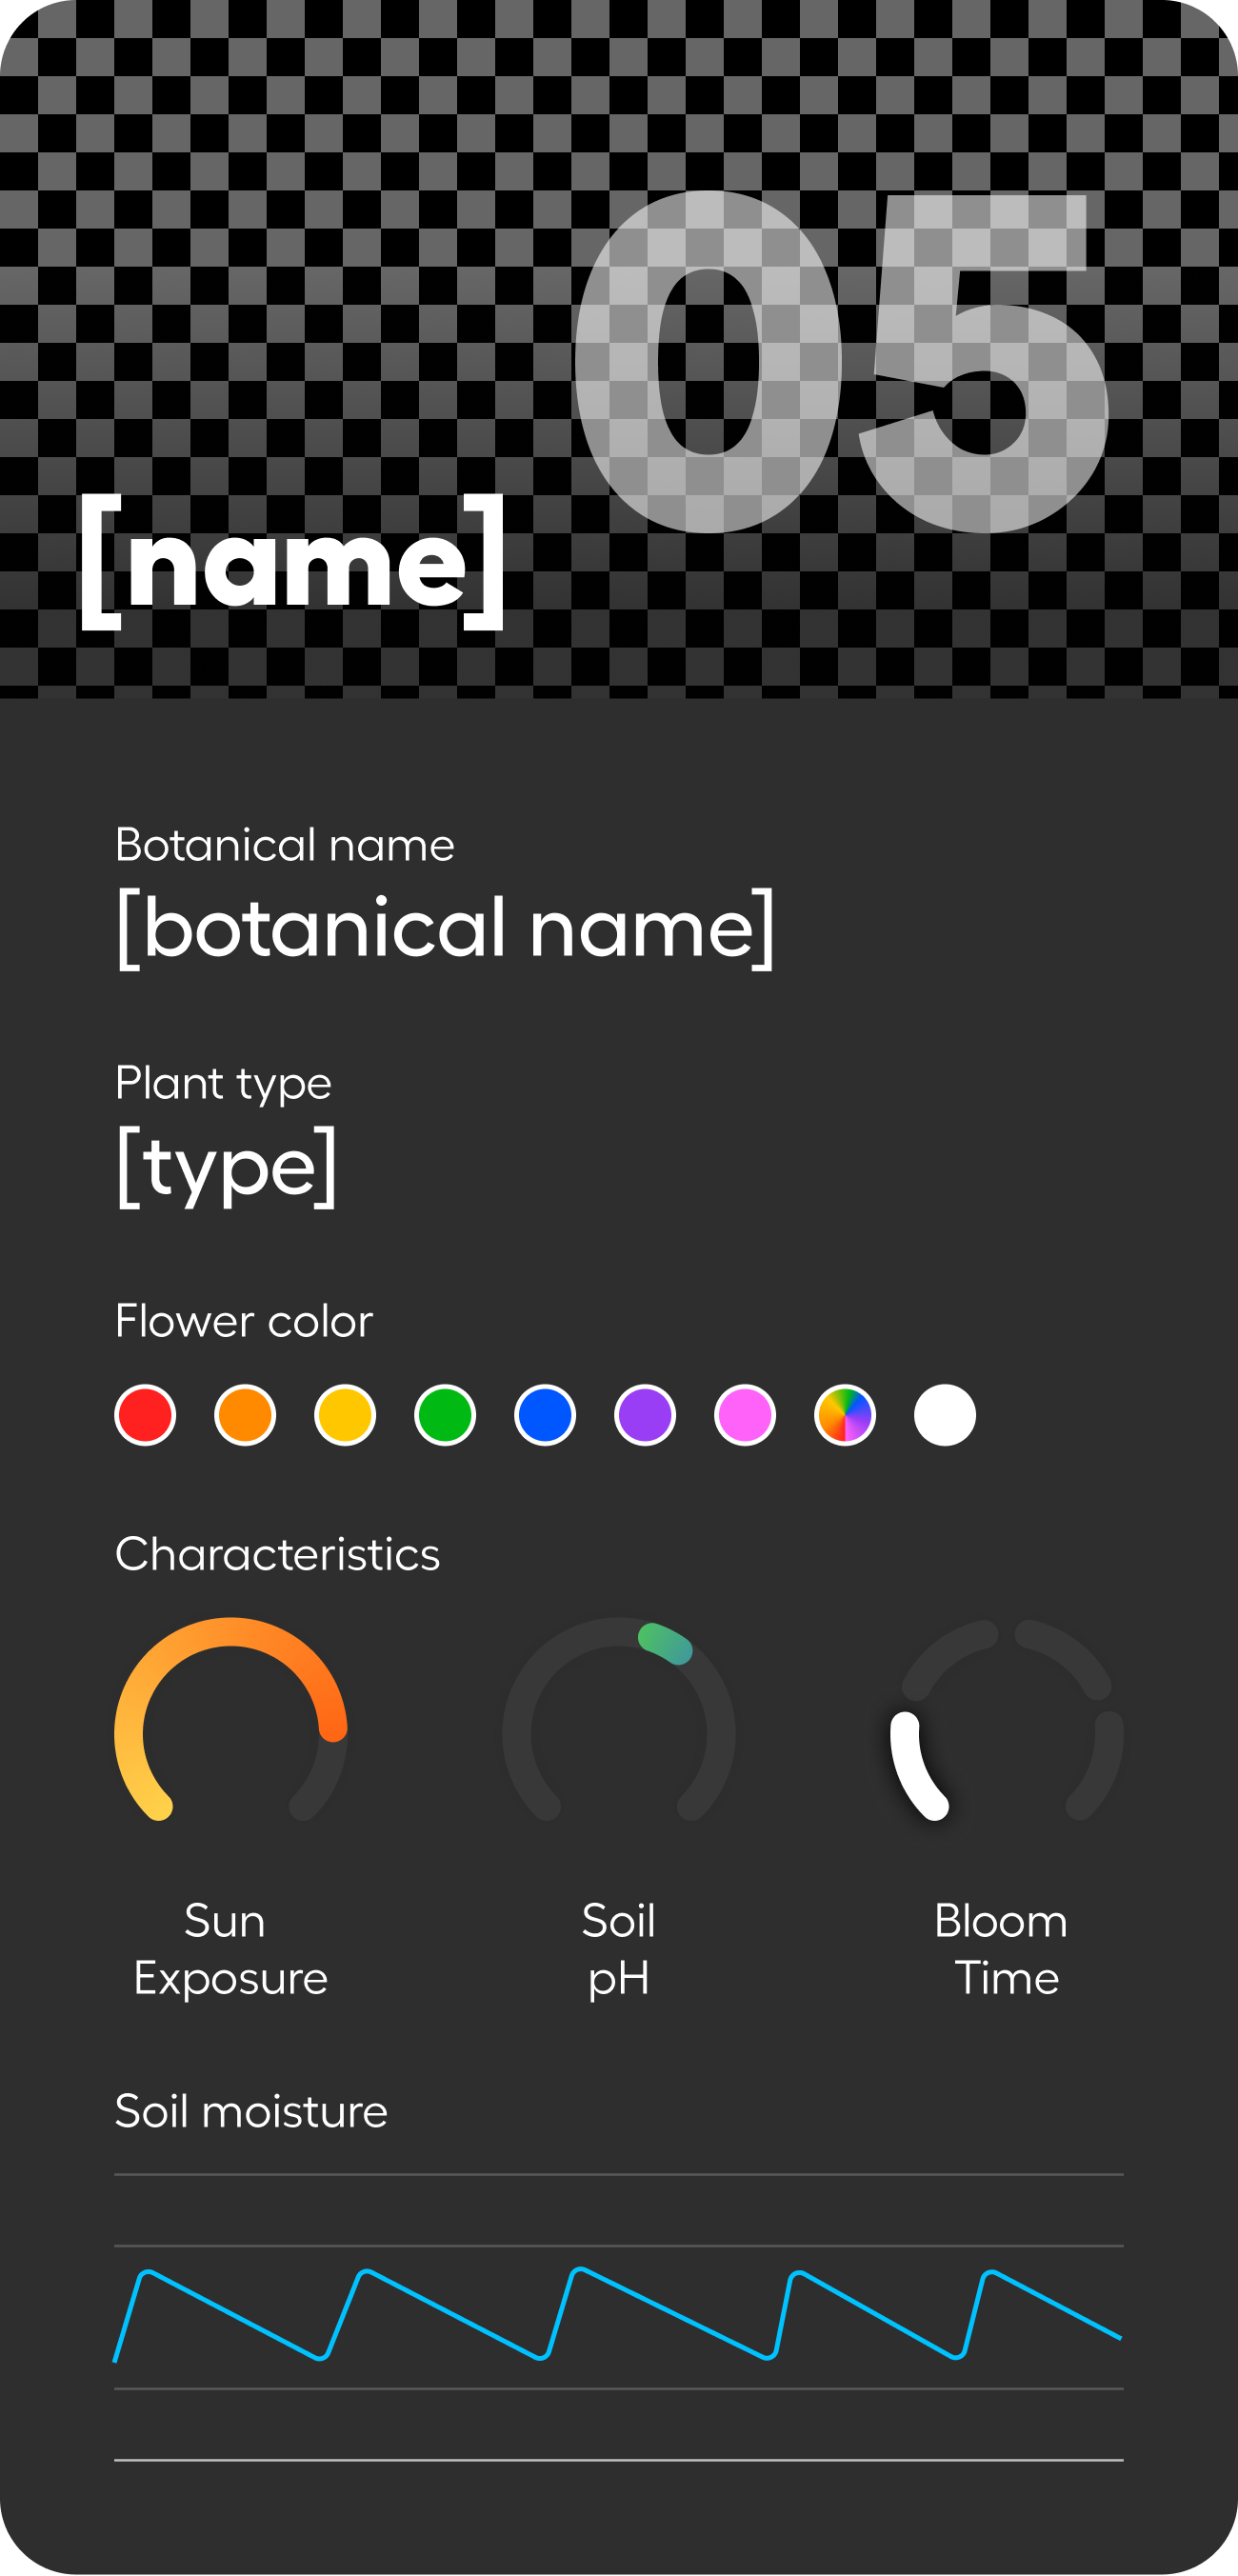 05
[name]
Botanical name
[botanical name]
Plant type
[type]
Flower color
Characteristics
Sun
Exposure
Soil
pH
Bloom
Time
Soil moisture